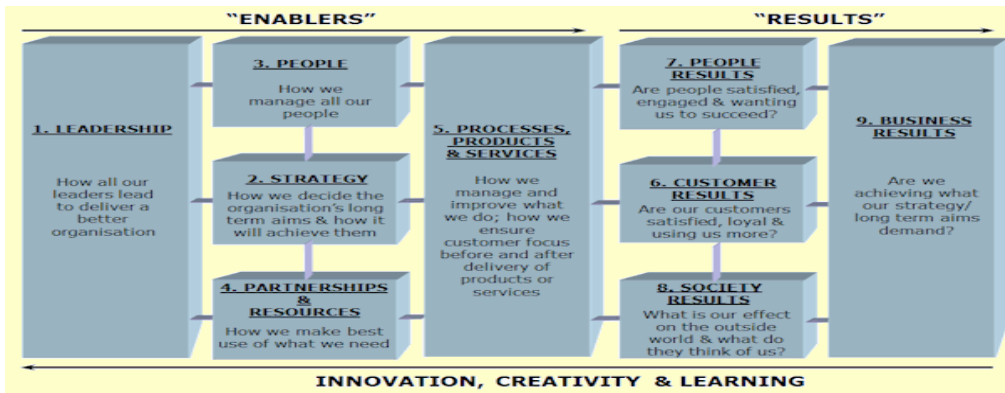 “ENABLERS”
“RESULTS”
1. LEADERSHIP
How all our
leaders lead
to deliver a
better
organisation
3. PEOPLE
How we
manage all our
people
2. STRATEGY
How we decide the
organisation’s long
term aims & how it
will achieve them
4. PARTNERSHIPS
&
RESOURCES
How we make best
use of what we need
5. PROCESSES,
PRODUCTS
& SERVICES
How we
manage and
improve what
we do; how we
ensure
customer focus
before and after
delivery of
products or
services
7. PEOPLE
RESULTS
Are people satisfied,
engaged & wanting
us to succeed?
6. CUSTOMER
RESULTS
Are our customers
satisfied, loyal &
using us more?
8. SOCIETY
RESULTS
What is our effect
on the outside
world & what do
they think of us?
9. BUSINESS
RESULTS
Are we
achieving what
our strategy/
long term aims
demand?
INNOVATION, CREATIVITY & LEARNING